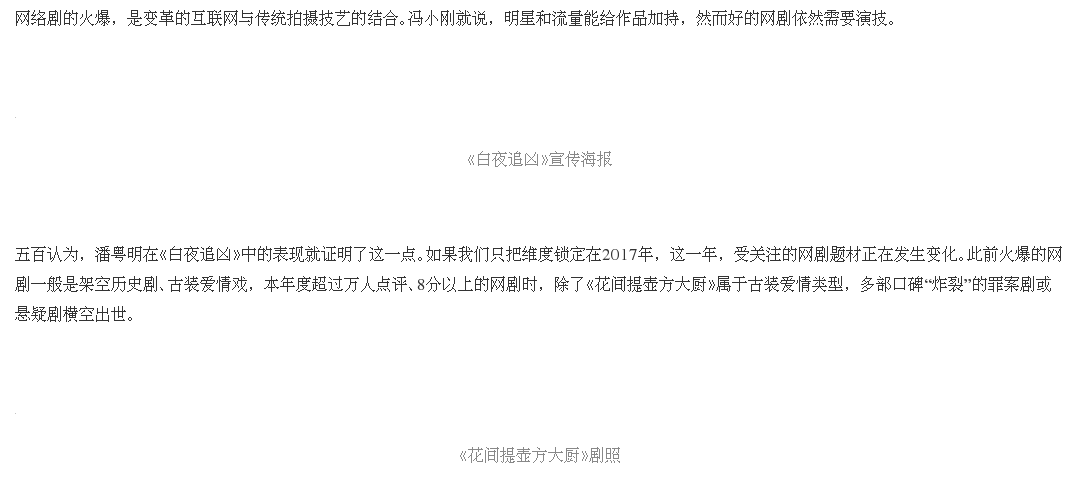 网络剧的火爆，是变革的互联网与传统拍摄技艺的结合。冯小刚就说，明星和流量能给作品加持，然而好的网剧依然需要演技。
《白夜追凶》宣传海报
五百认为，潘粤明在《白夜追凶》中的表现就证明了这一点。如果我们只把维度锁定在2017年，这一年，受关注的网剧题材正在发生变化。此前火爆的网
剧一般是架空历史剧、古装爱情戏，本年度超过万人点评、8分以上的网剧时，除了《花间提壶方大厨》属于古装爱情类型，多部口碑“炸裂”的罪案剧或
悬疑剧横空出世。
《花间提壶方大厨》剧照